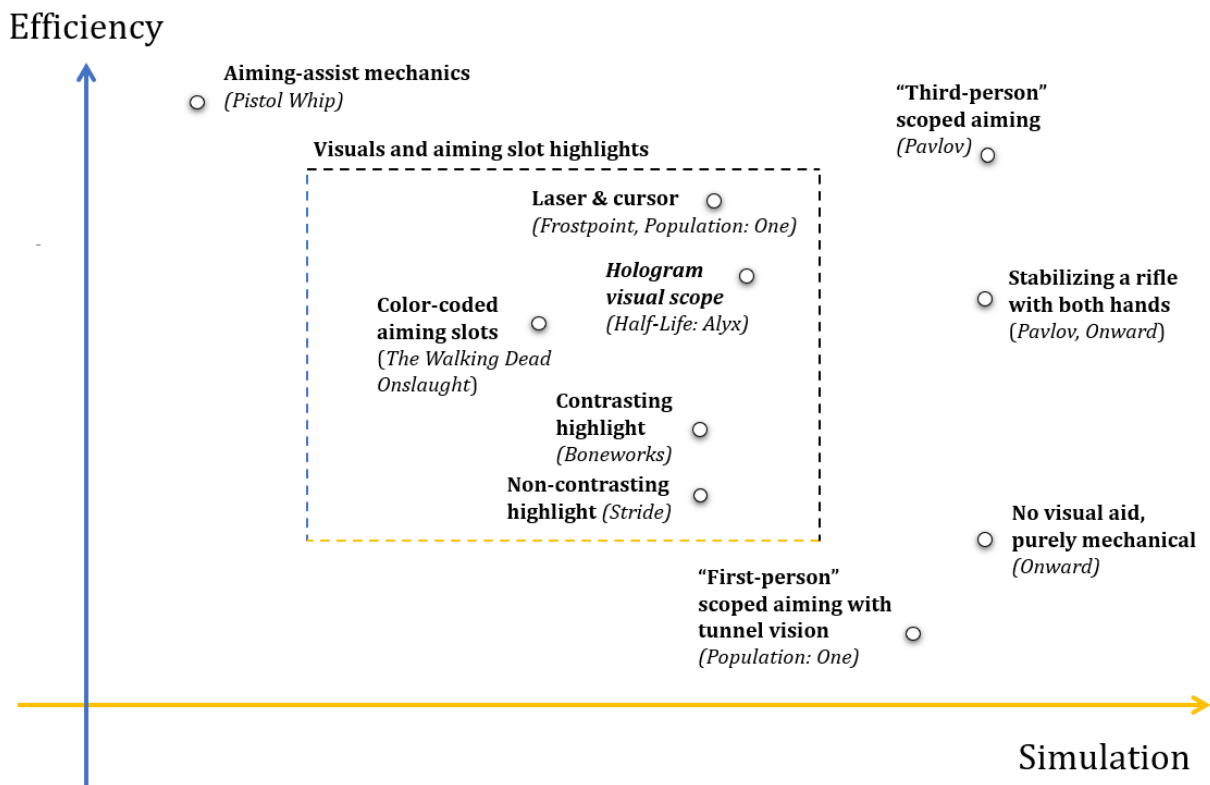 Efficiency
Aiming-assist mechanics
(Pistol Whip)
“Third-person”
scoped aiming
(Pavlov)
Visuals and aiming slot highlights
Laser & cursor
(Frostpoint, Population: One)
Hologram
visual scope
(Half-Life: Alyx)
Stabilizing a rifle
with both hands
(Pavlov, Onward)
Color-coded
aiming slots
(The Walking Dead
Onslaught)
Contrasting
highlight
(Boneworks)
Non-contrasting
highlight (Stride)
No visual aid,
purely mechanical
(Onward)
“First-person”
scoped aiming with
tunnel vision
(Population: One)
Simulation